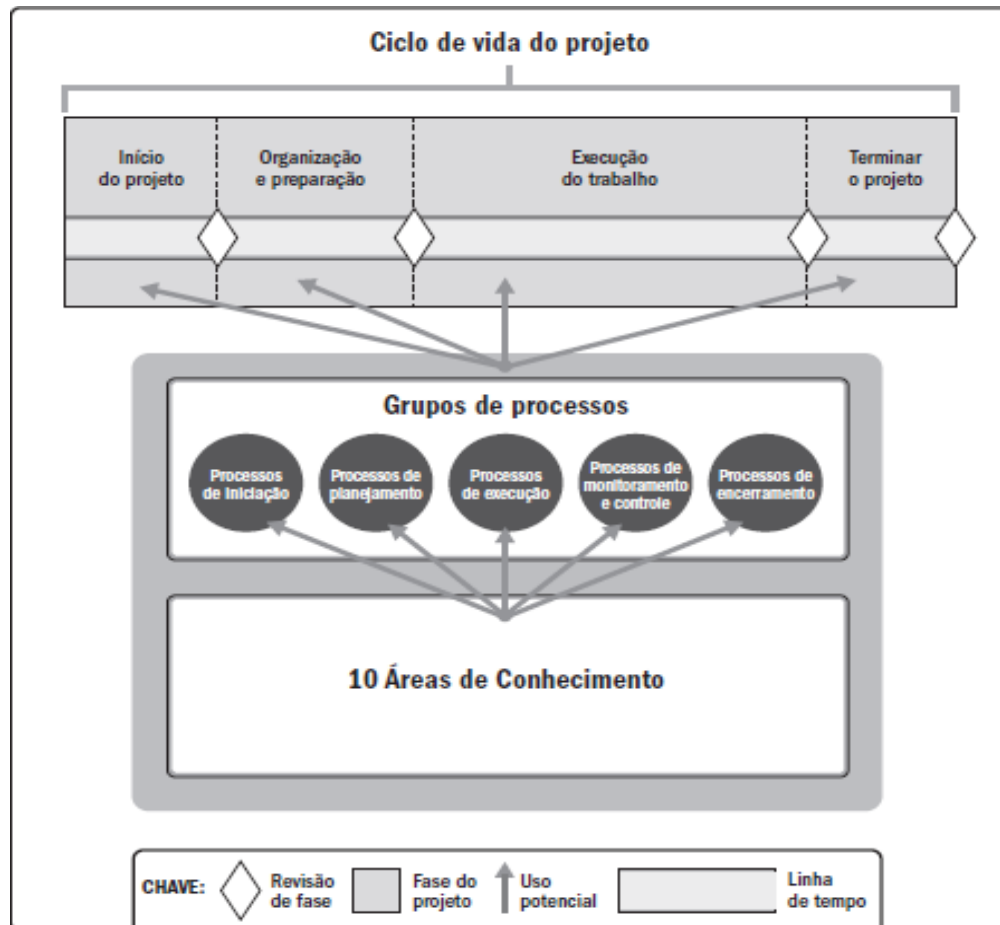 Ciclo de vida do projeto
Início
do projeto
Organização
e preparação
Execução
do trabalho
Terminar
o projeto
Grupos de processos
Processos
de iniciação
Processos de
planejamento
Processos
de execução
Processos de
monitoramento
e controle
Processos de
encerramento
10 Áreas de Conhecimento
CHAVE:
Revisão
de fase
Fase do
projeto
Uso
potencial
Linha
de tempo